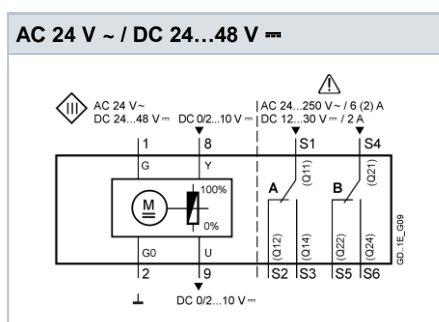 AC 24 V ~ / DC 24...48 V ⎓
AC 24 V~
DC 24...48 V⎓
DC 0/2...10 V⎓
AC 24...250 V~ / 6 (2) A
DC 12...30 V⎓ / 2 A
1
8
S1
S4
G
Y
(Q11)
(Q21)
100%
A
B
M
0%
G0
U
(Q12)
(Q14)
(Q22)
(Q24)
GD..1E_G09
2
9
S2
S3
S5
S6
DC 0/2...10 V⎓
III